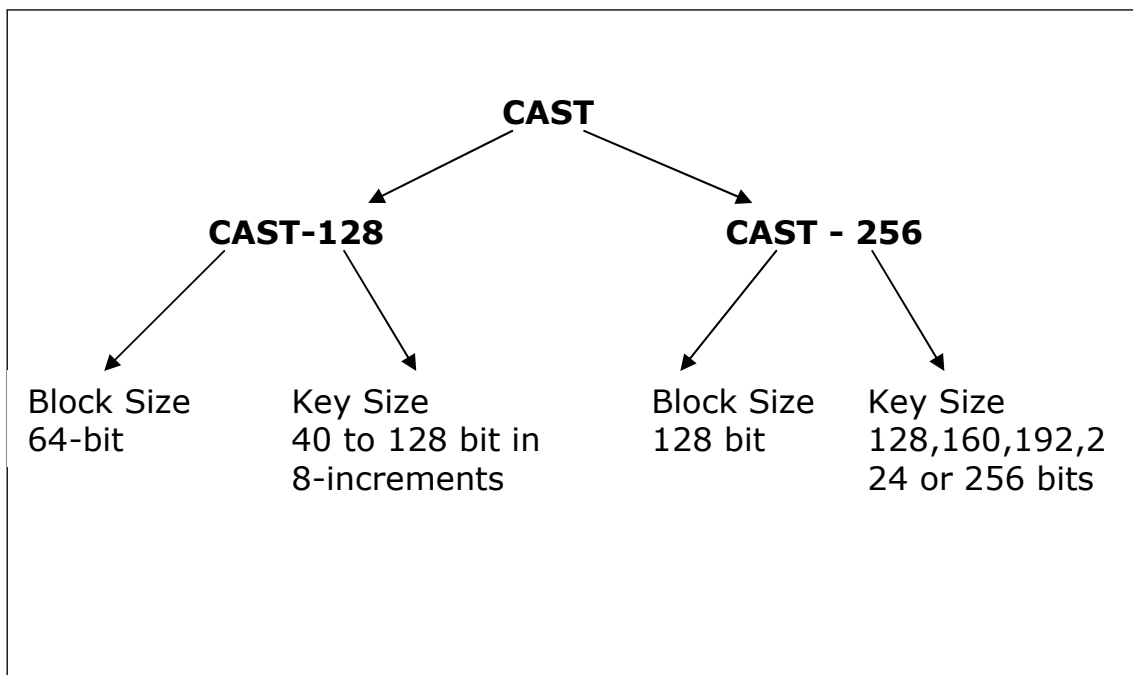 CAST
CAST-128
CAST - 256
Block Size
64-bit
Key Size
40 to 128 bit in
8-increments
Block Size
128 bit
Key Size
128,160,192,2
24 or 256 bits